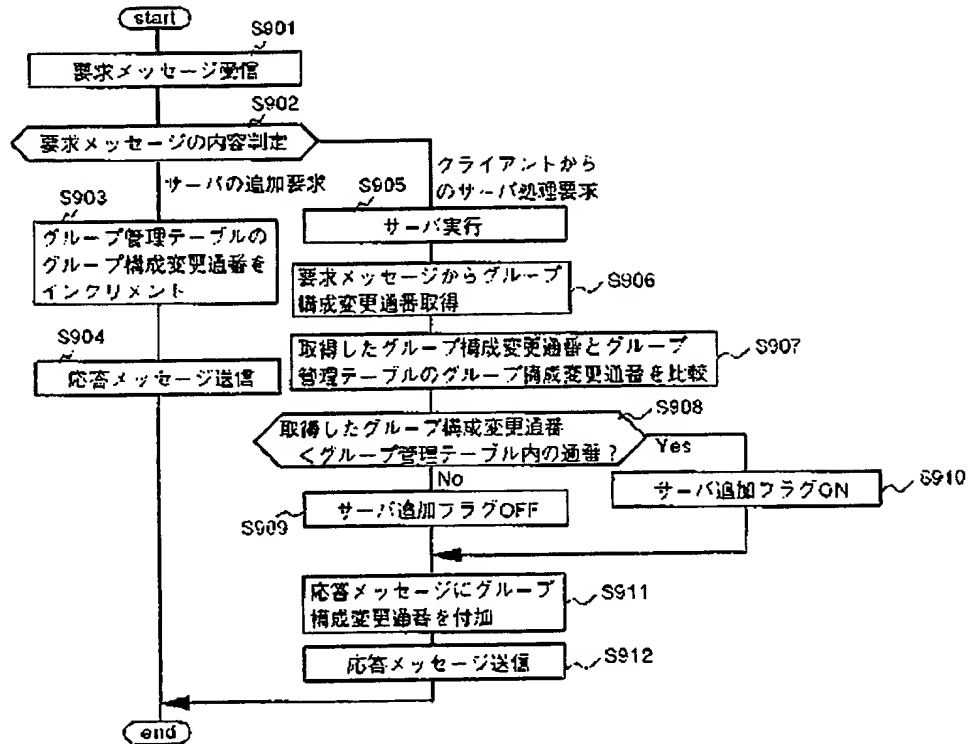 start
S901
要求メッセージ受信
S902
要求メッセージの内容判定
サーバの追加要求
クライアントから
のサーバ処理要求
S903
グループ管理テーブルの
グループ構成変更通番を
インクリメント
S904
応答メッセージ送信
S905
サーバ実行
要求メッセージからグループ
構成変更通番取得
S906
取得したグループ構成変更通番とグループ
管理テーブルのグループ構成変更通番を比較
S907
S908
取得したグループ構成変更通番
<グループ管理テーブル内の通番?
Yes
No
サーバ追加フラグON
S910
サーバ追加フラグOFF
S909
応答メッセージにグループ
構成変更通番を付加
S911
応答メッセージ送信
S912
end